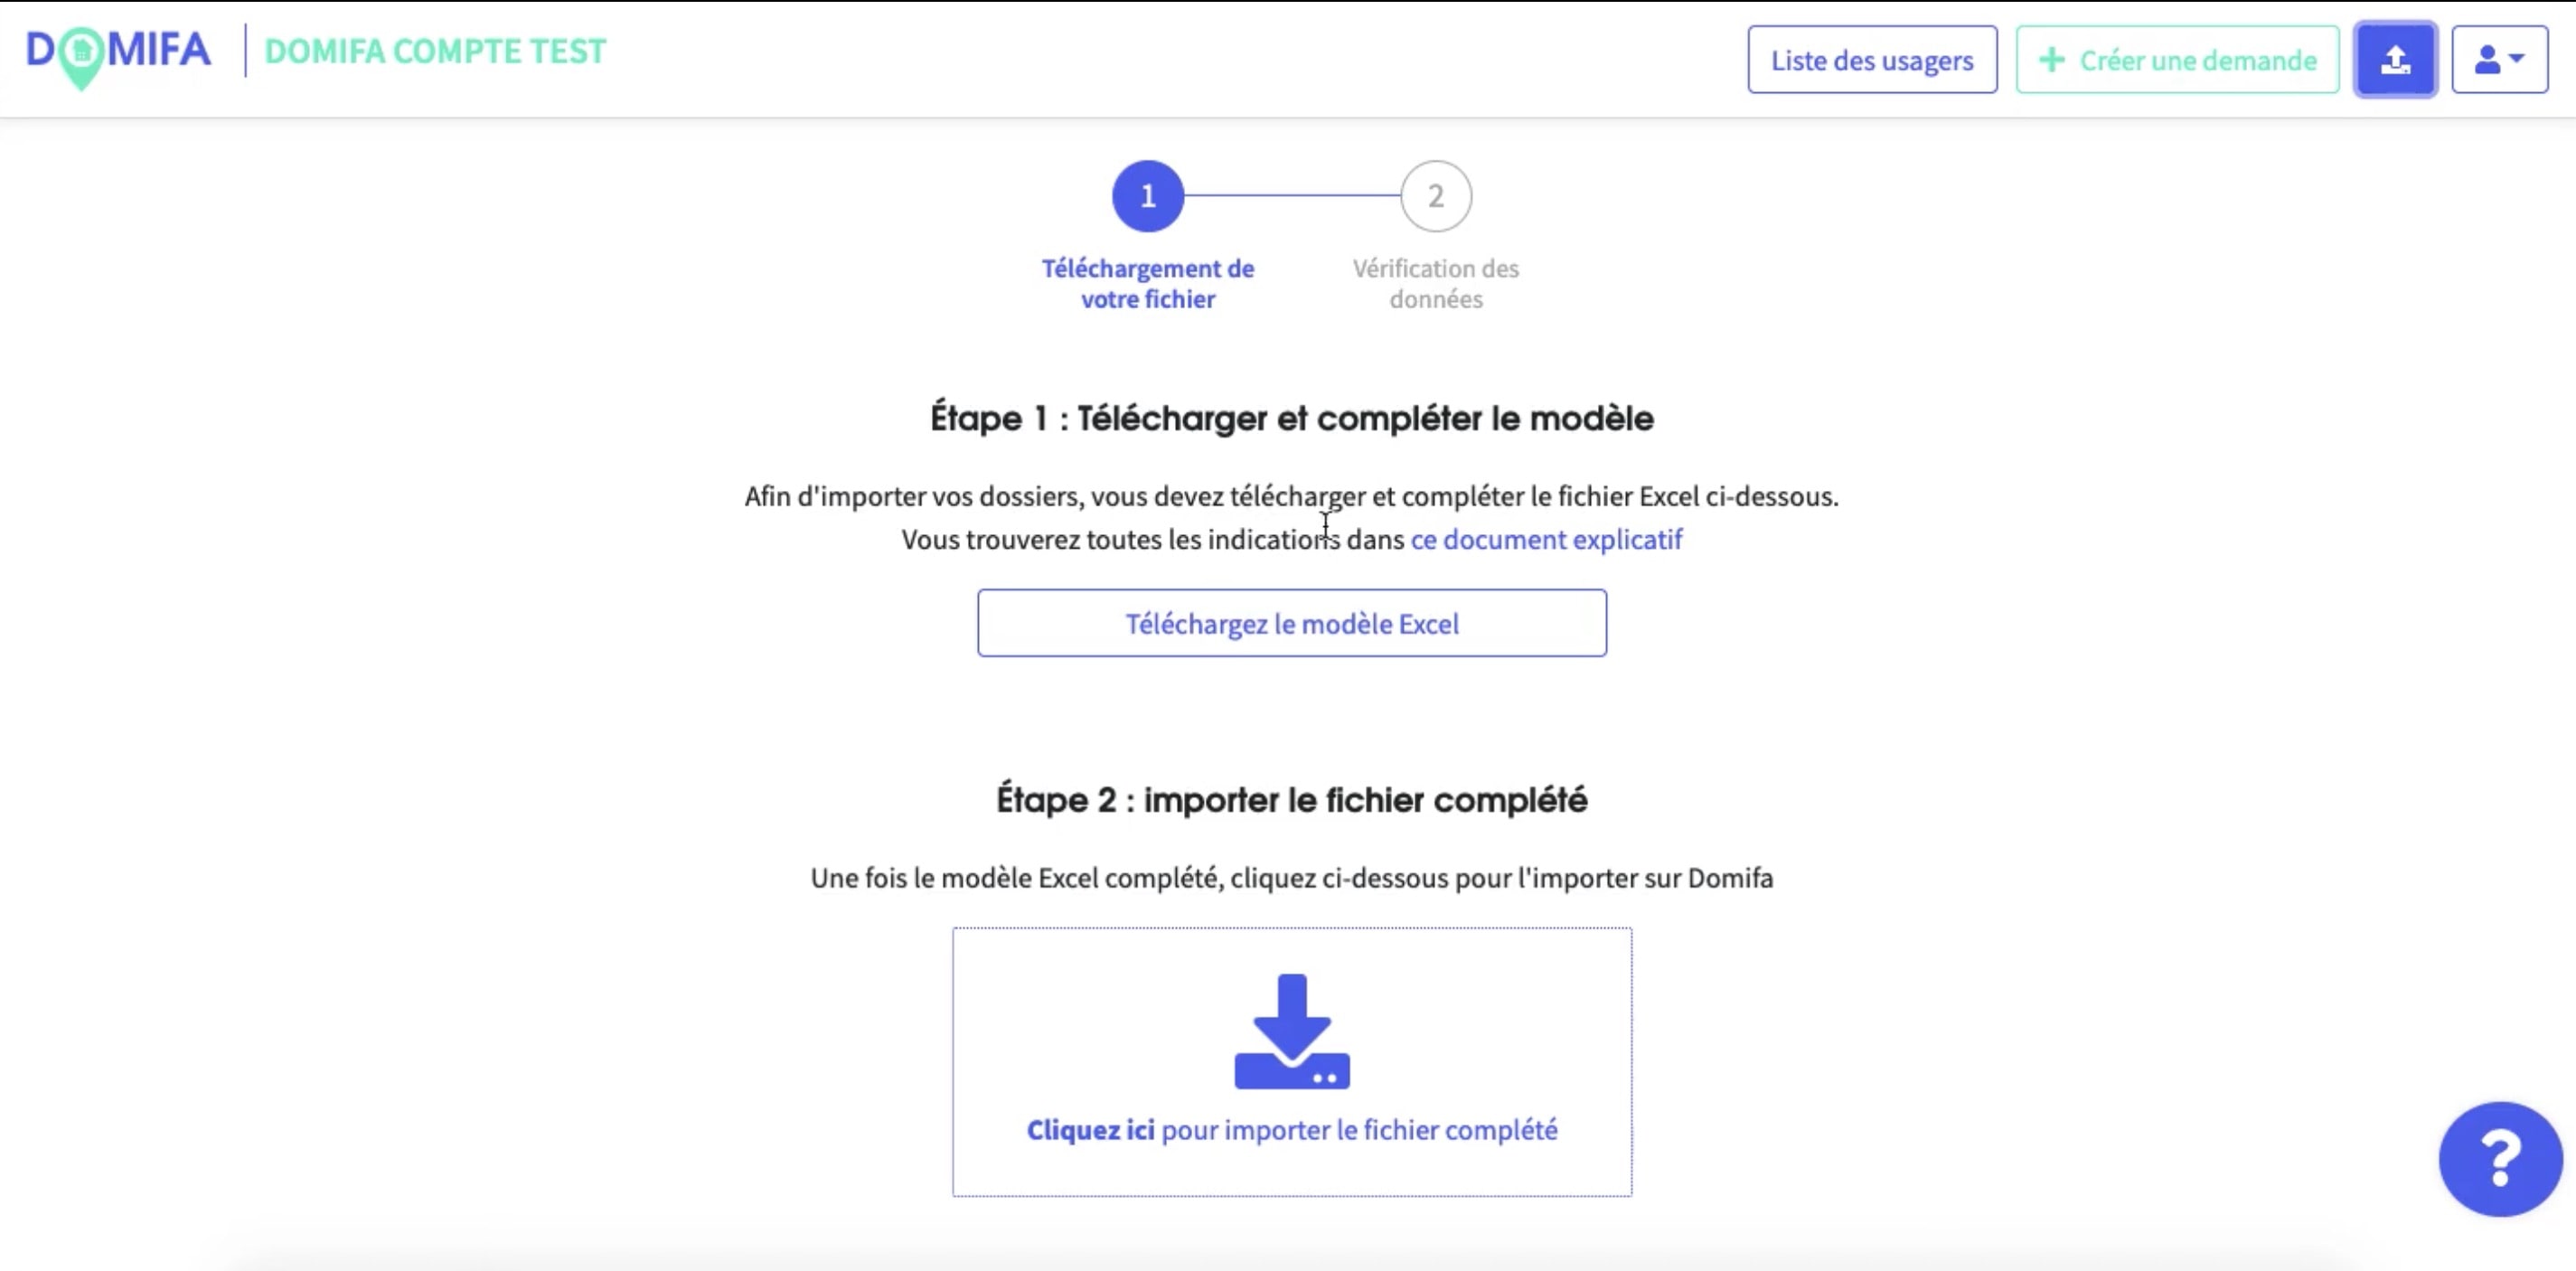 DOMIFA
DOMIFA COMPTE TEST
Liste des usagers
+ Créer une demande
1
2
Téléchargement de
votre fichier
Vérification des
données
Étape 1 : Télécharger et compléter le modèle
Afin d'importer vos dossiers, vous devez télécharger et compléter le fichier Excel ci-dessous.
Vous trouverez toutes les indications dans ce document explicatif
Téléchargez le modèle Excel
Étape 2 : importer le fichier complété
Une fois le modèle Excel complété, cliquez ci-dessous pour l'importer sur Domifa
Cliquez ici pour importer le fichier complété
?